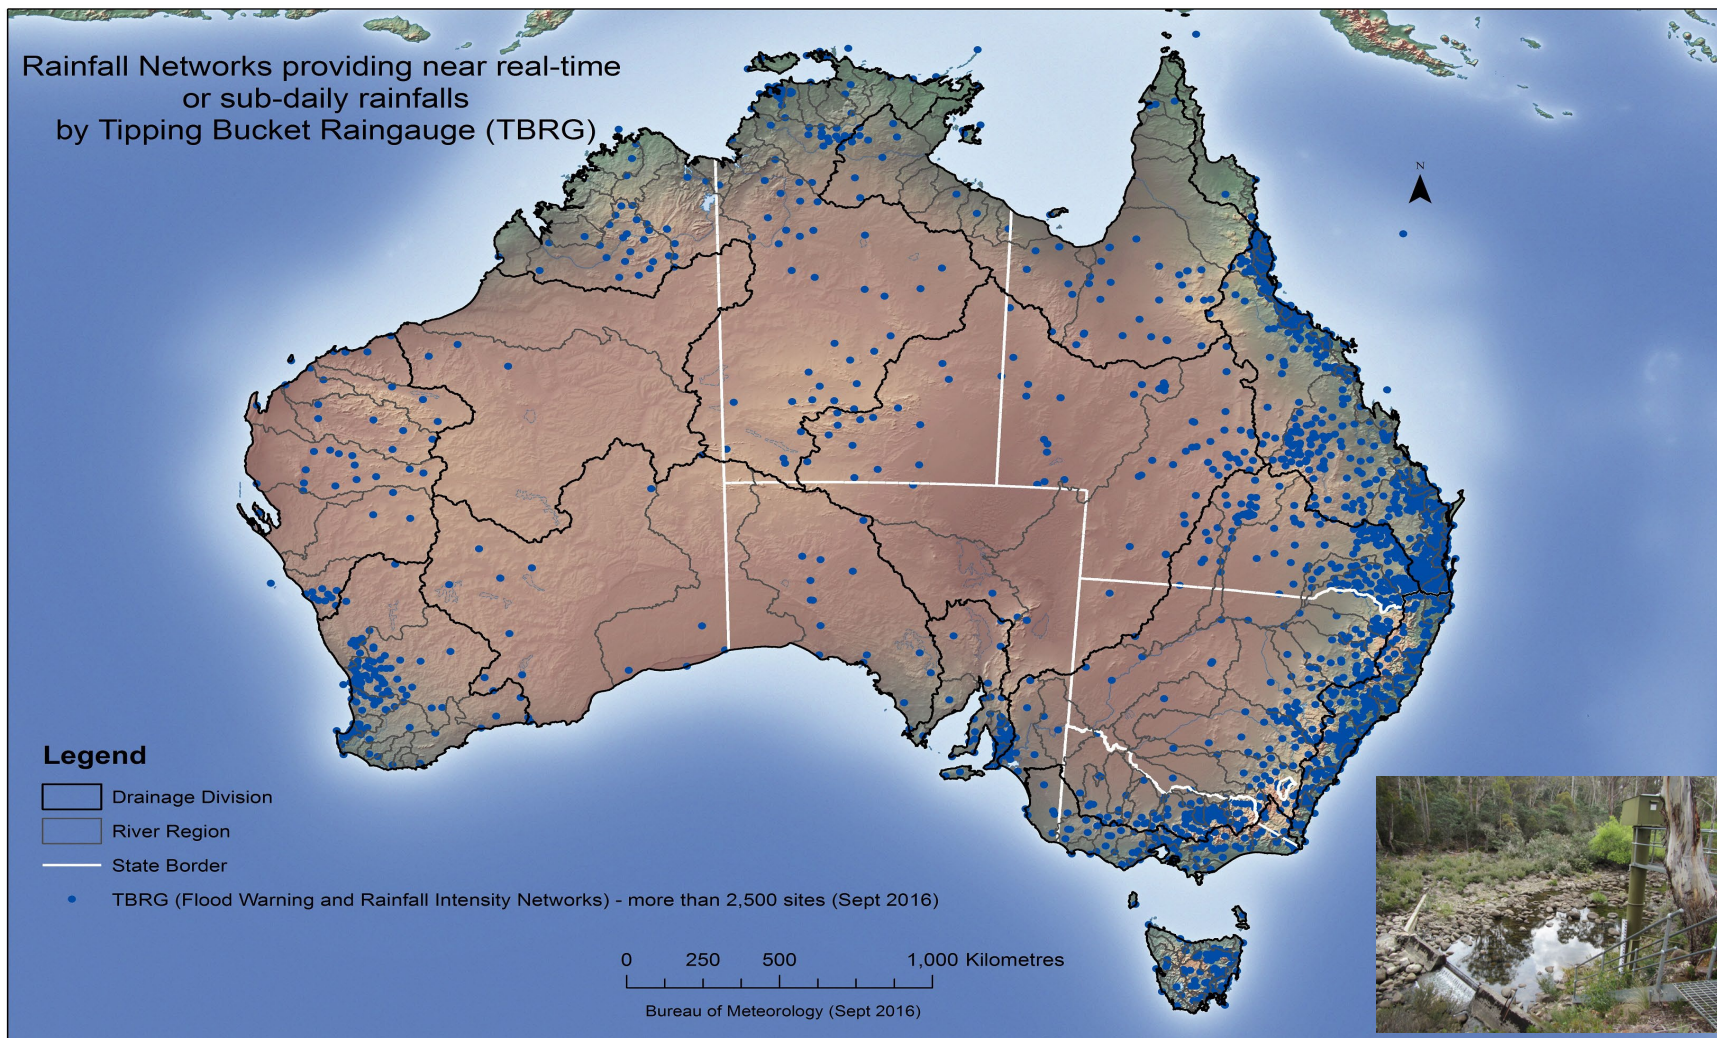 Rainfall Networks providing near real-time
or sub-daily rainfalls
by Tipping Bucket Raingauge (TBRG)
N
Legend
Drainage Division
River Region
State Border
TBRG (Flood Warning and Rainfall Intensity Networks) - more than 2,500 sites (Sept 2016)
0 250 500 1,000 Kilometres
Bureau of Meteorology (Sept 2016)